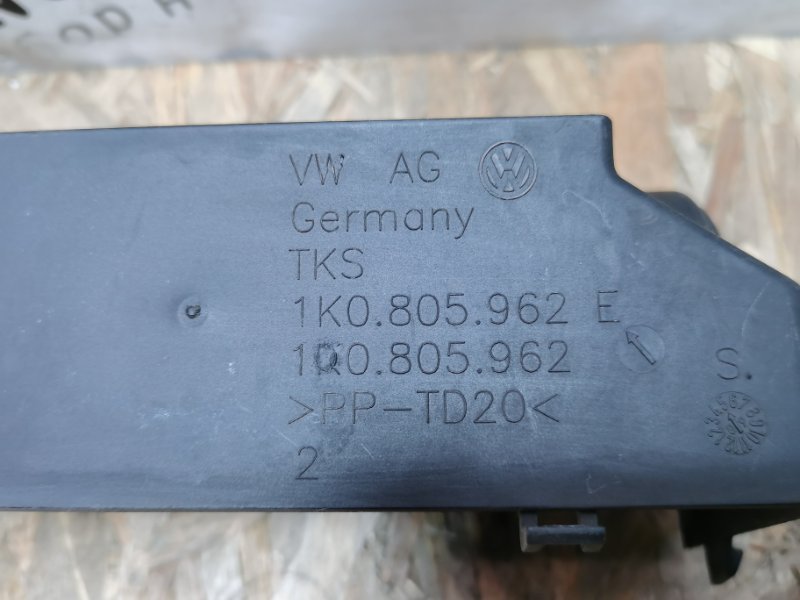 VW AG
Germany
TKS
1K0.805.962 E
1K0.805.962
>PP-TD20<
2
S.